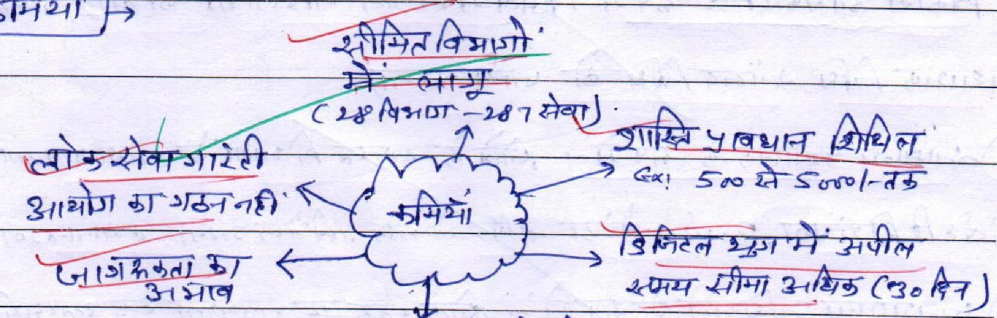 कमियाँ →
सीमित विभागों
में लागू
(28 विभाग - 287 सेवा)
शास्ति प्रावधान शिथिल
Ex: 500 से 5000/- तक
लोक सेवा गारंटी
आयोग का गठन नहीं
कमियाँ
जागरूकता का
अभाव
डिजिटल युग में अपील
समय सीमा अधिक (30 दिन)